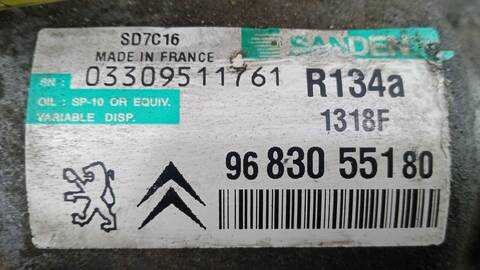 SD7C16
MADE IN FRANCE
SANDEN
SN: 03309511761
R134a
OIL: SP-10 OR EQUIV.
VARIABLE DISP.
1318F
96 830 551 80